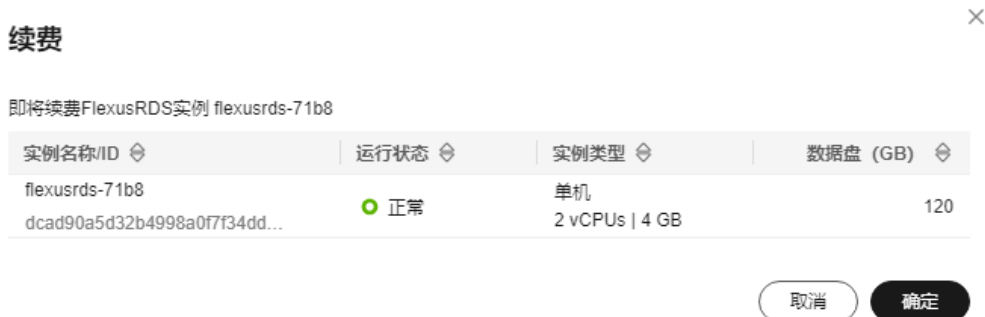 续费
即将续费FlexusRDS实例 flexusrds-71b8
实例名称/ID 运行状态 实例类型 数据盘（GB）
flexusrds-71b8
dcad90a5d32b4998a0f7f34dd...
正常
单机
2 vCPUs | 4 GB
120
取消 确定